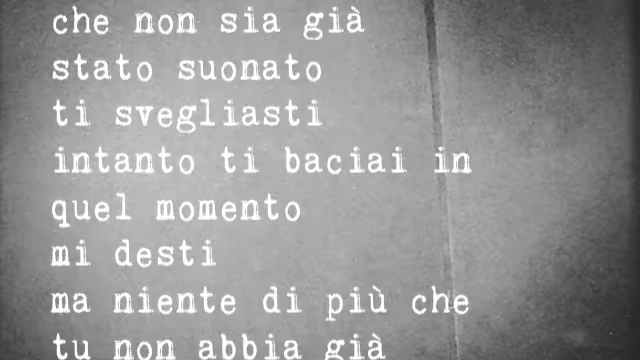 che non sia già
stato suonato
ti svegliasti
intanto ti baciai in
quel momento
mi desti
ma niente di più che
tu non abbia già